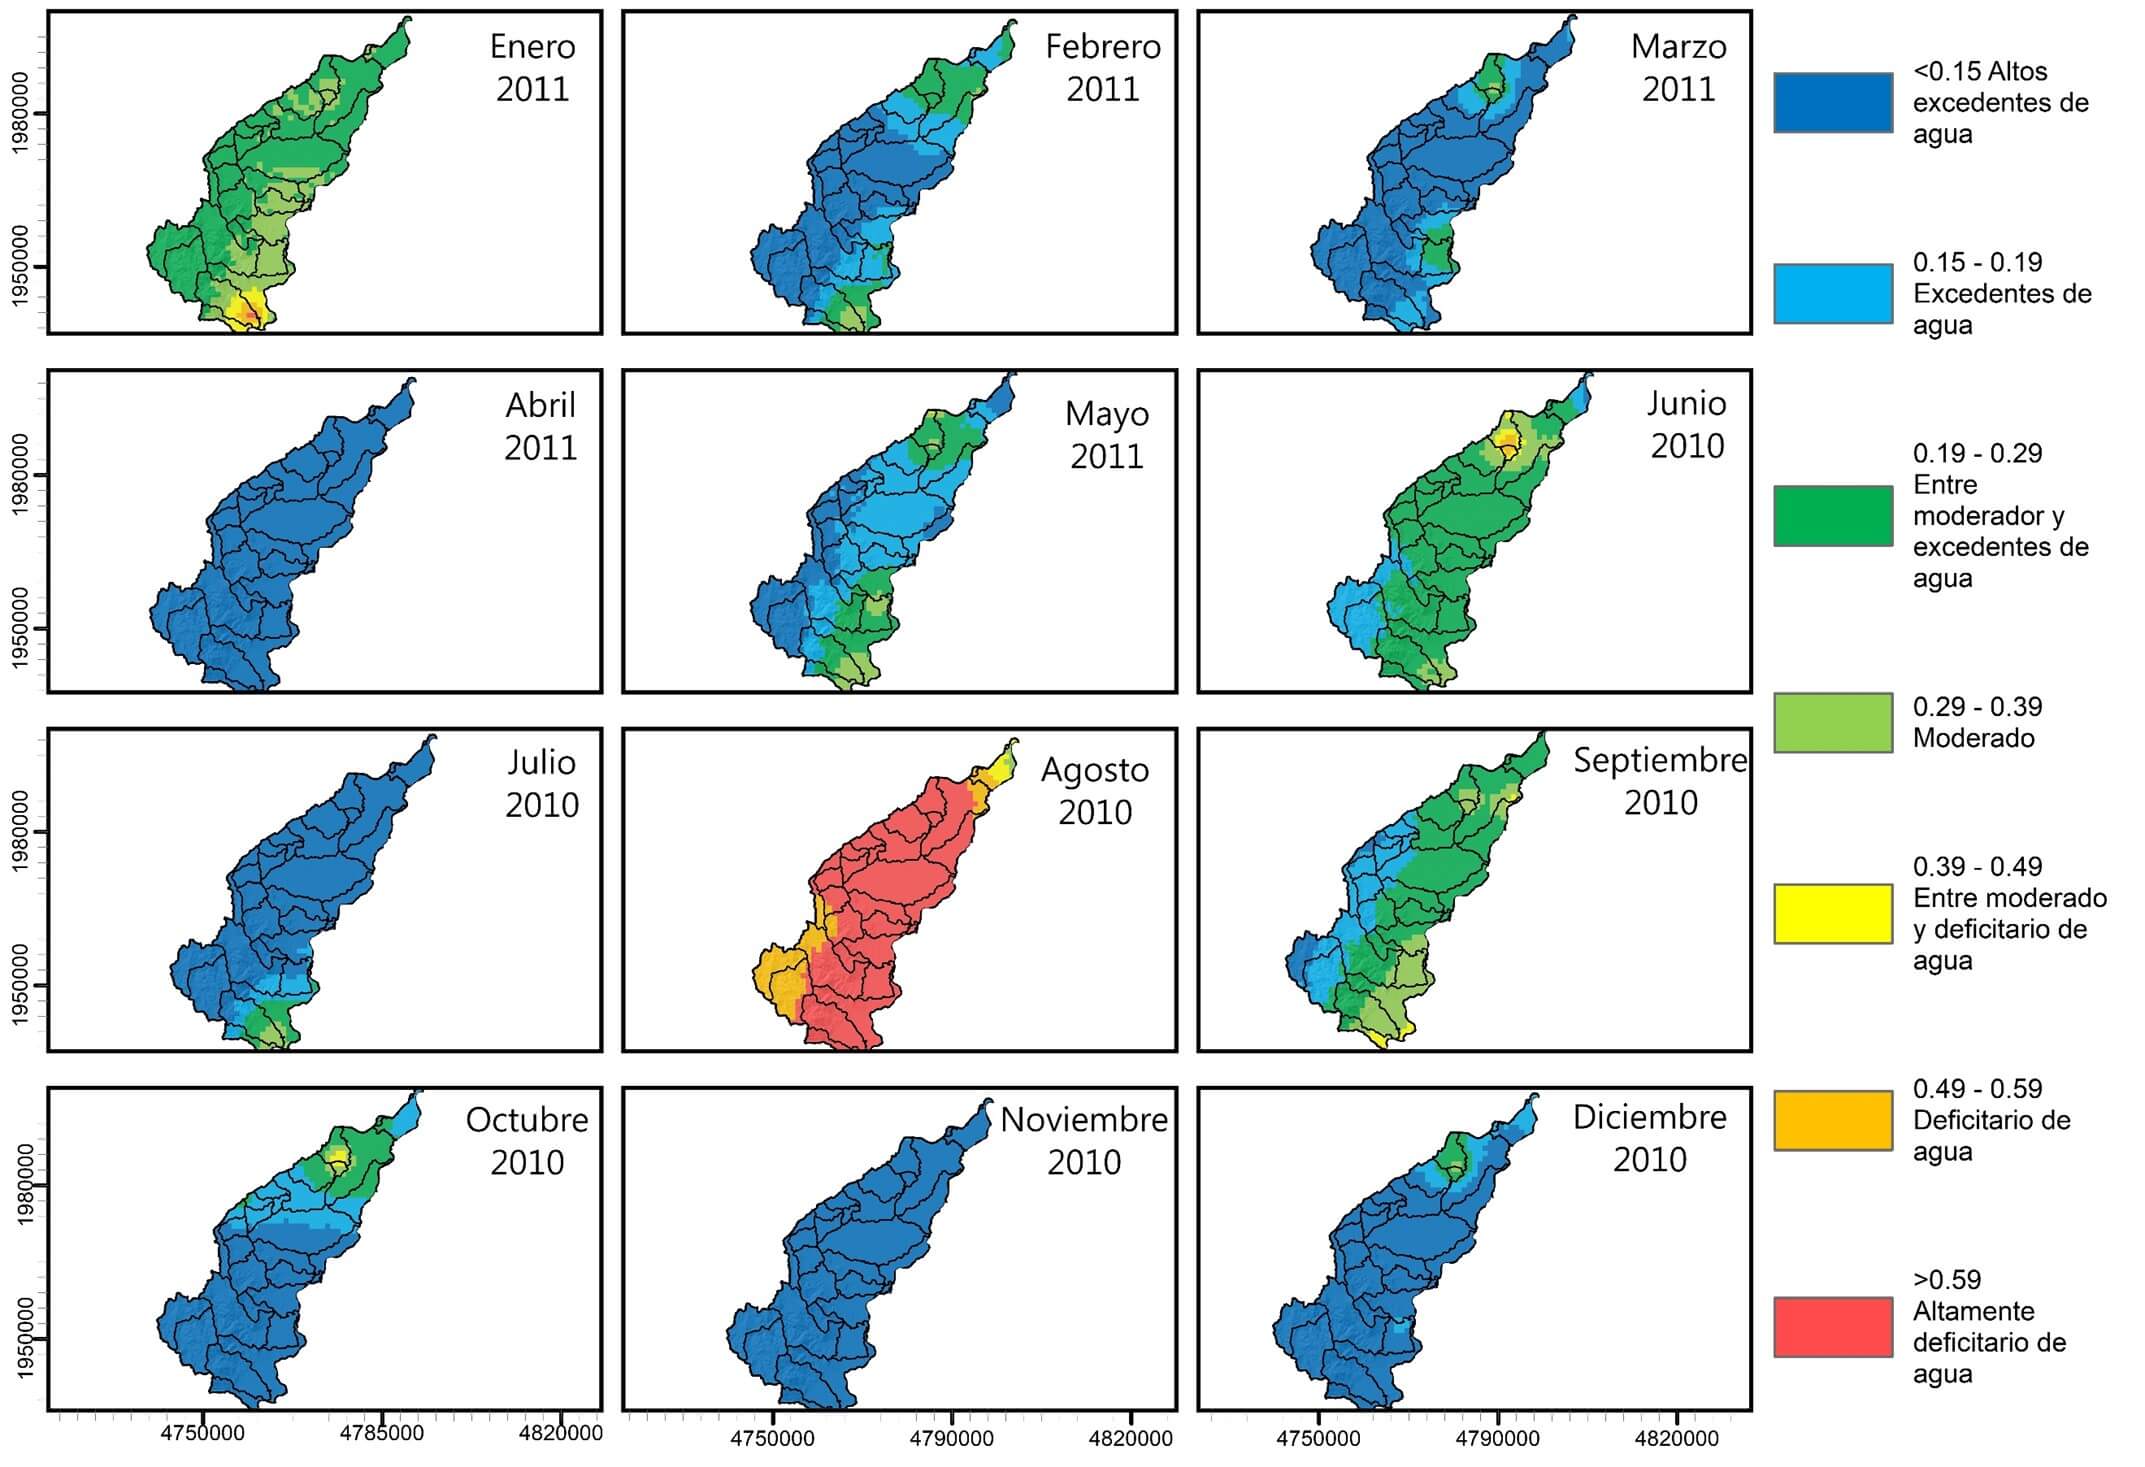 Enero
2011
Febrero
2011
Marzo
2011
1980000
1950000
Abril
2011
Mayo
2011
Junio
2010
1980000
1950000
Julio
2010
Agosto
2010
Septiembre
2010
1980000
1950000
Octubre
2010
Noviembre
2010
Diciembre
2010
1980000
1950000
4750000 4785000 4820000
4750000 4790000 4820000
4750000 4790000 4820000
<0.15 Altos
excedentes de
agua
0.15 - 0.19
Excedentes de
agua
0.19 - 0.29
Entre
moderador y
excedentes de
agua
0.29 - 0.39
Moderado
0.39 - 0.49
Entre moderado
y deficitario de
agua
0.49 - 0.59
Deficitario de
agua
>0.59
Altamente
deficitario de
agua